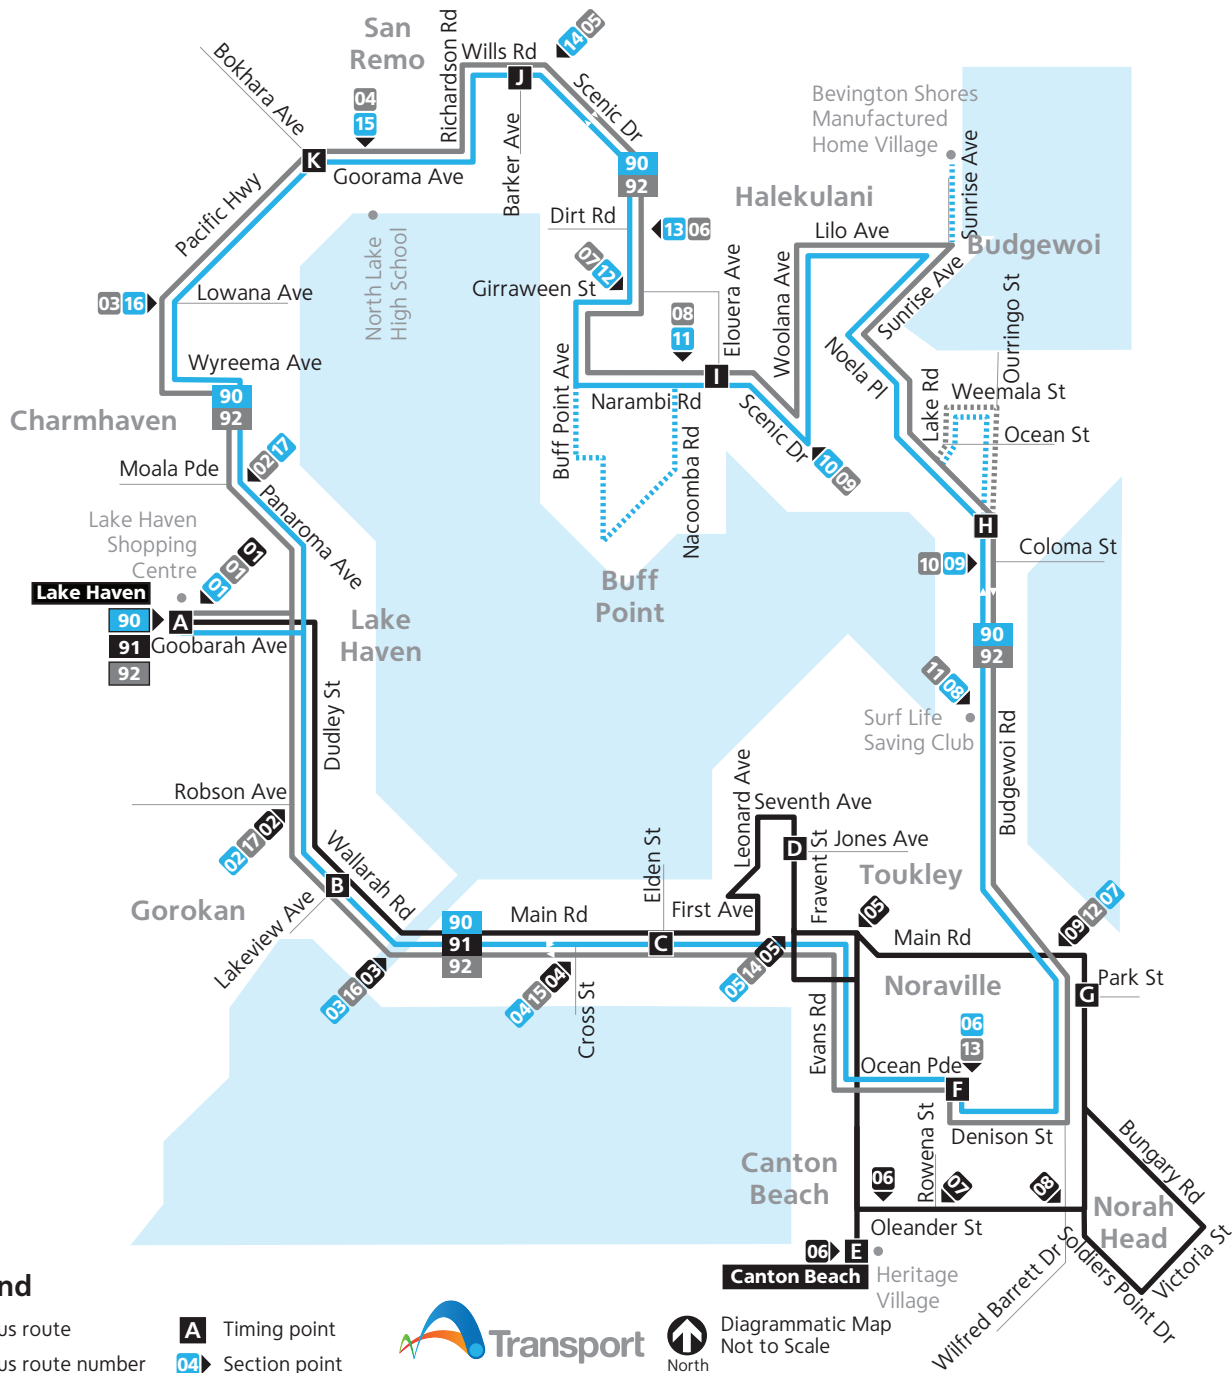 San
Remo
Bokhara Ave
Richardson Rd
Wills Rd
14 05
Scenic Dr
04
15
J
K
Goorama Ave
Barker Ave
Pacific Hwy
90
92
Bevington Shores
Manufactured
Home Village
Sunrise Ave
Halekulani
Lilo Ave
Budgewoi
Dirt Rd
13 06
07 12
Girraween St
North Lake
High School
03 16
Lowana Ave
Elouera Ave
Woolana Ave
Sunrise Ave
Ourringo St
08
11
Noela Pl
Wyreema Ave
90
92
Charmhaven
I
Buff Point Ave
Narambi Rd
Scenic Dr
Lake Rd
Weemala St
Ocean St
02 17
Moala Pde
Panaroma Ave
Nacoomba Rd
10 09
H
Lake Haven
Shopping
Centre
01 01 01
Coloma St
10 09
Buff
Point
Lake Haven
90
91
92
A
Goobarah Ave
Lake
Haven
90
92
11 08
Surf Life
Saving Club
Dudley St
Budgewoi Rd
Robson Ave
02 17 02
Wallarah Rd
Leonard Ave
Seventh Ave
D
Jones Ave
Fravent St
Toukley
Elden St
B
Gorokan
Lakeview Ave
90
91
92
Main Rd
C
First Ave
05
Main Rd
09 12 07
03 16 03
04 15 04
Cross St
05 14 05
Noraville
Park St
G
Evans Rd
06
13
Ocean Pde
F
Denison St
Rowena St
Bungary Rd
Canton
Beach
06
07
08
Norah
Head
Oleander St
06
E
Canton Beach
Heritage
Village
Wilfred Barrett Dr
Soldiers Point Dr
Victoria St
nd
us route
A
Timing point
us route number
04
Section point
Transport
North
Diagrammatic Map
Not to Scale